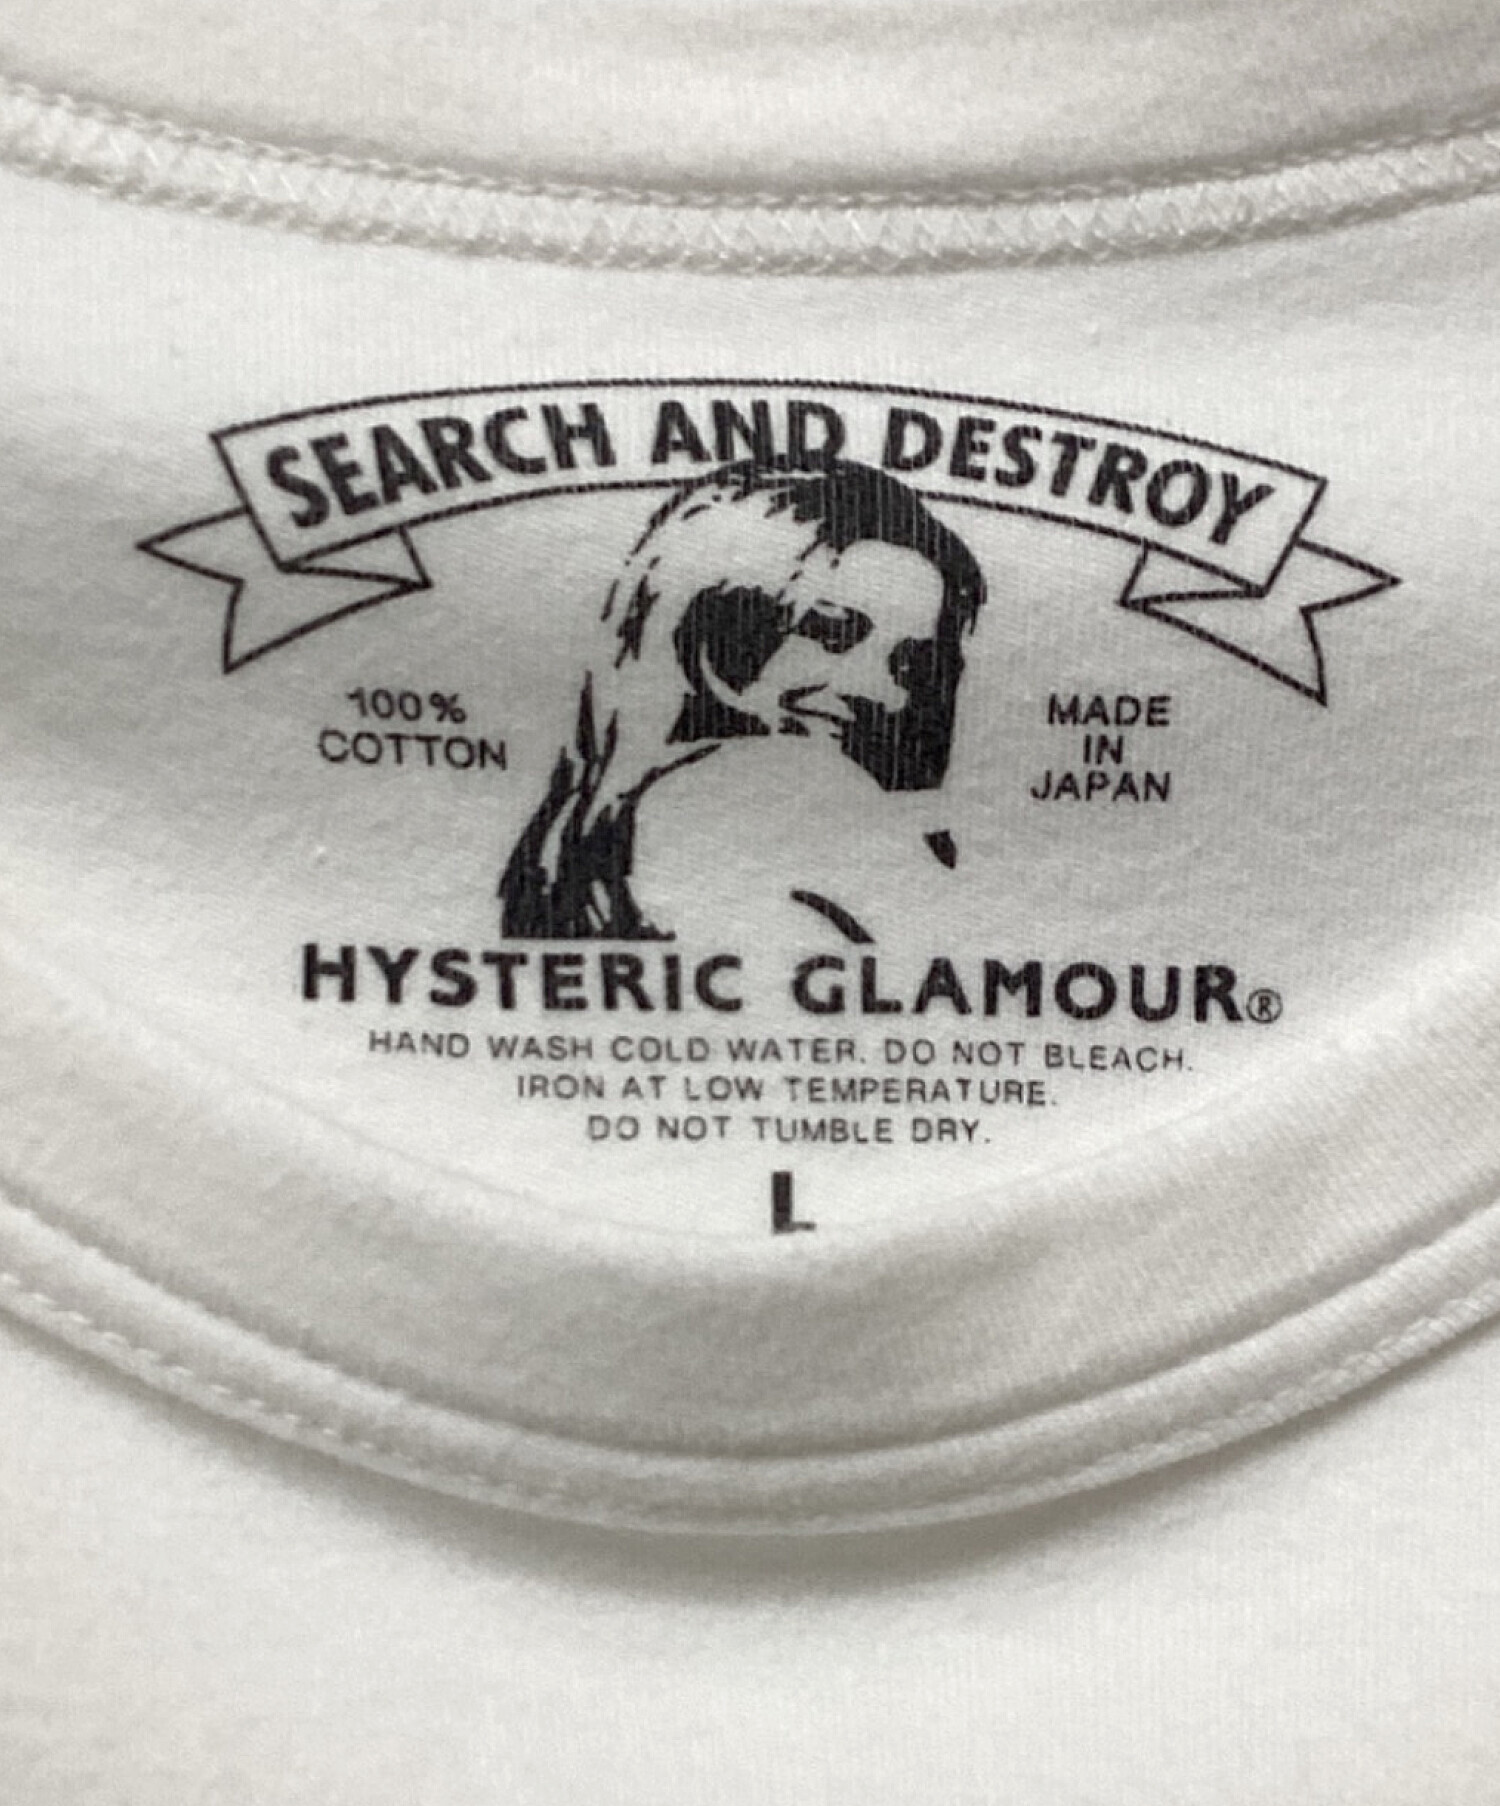 SEARCH AND DESTROY
100%
COTTON
MADE
IN
JAPAN
HYSTERIC GLAMOUR®
HAND WASH COLD WATER. DO NOT BLEACH.
IRON AT LOW TEMPERATURE.
DO NOT TUMBLE DRY.
L